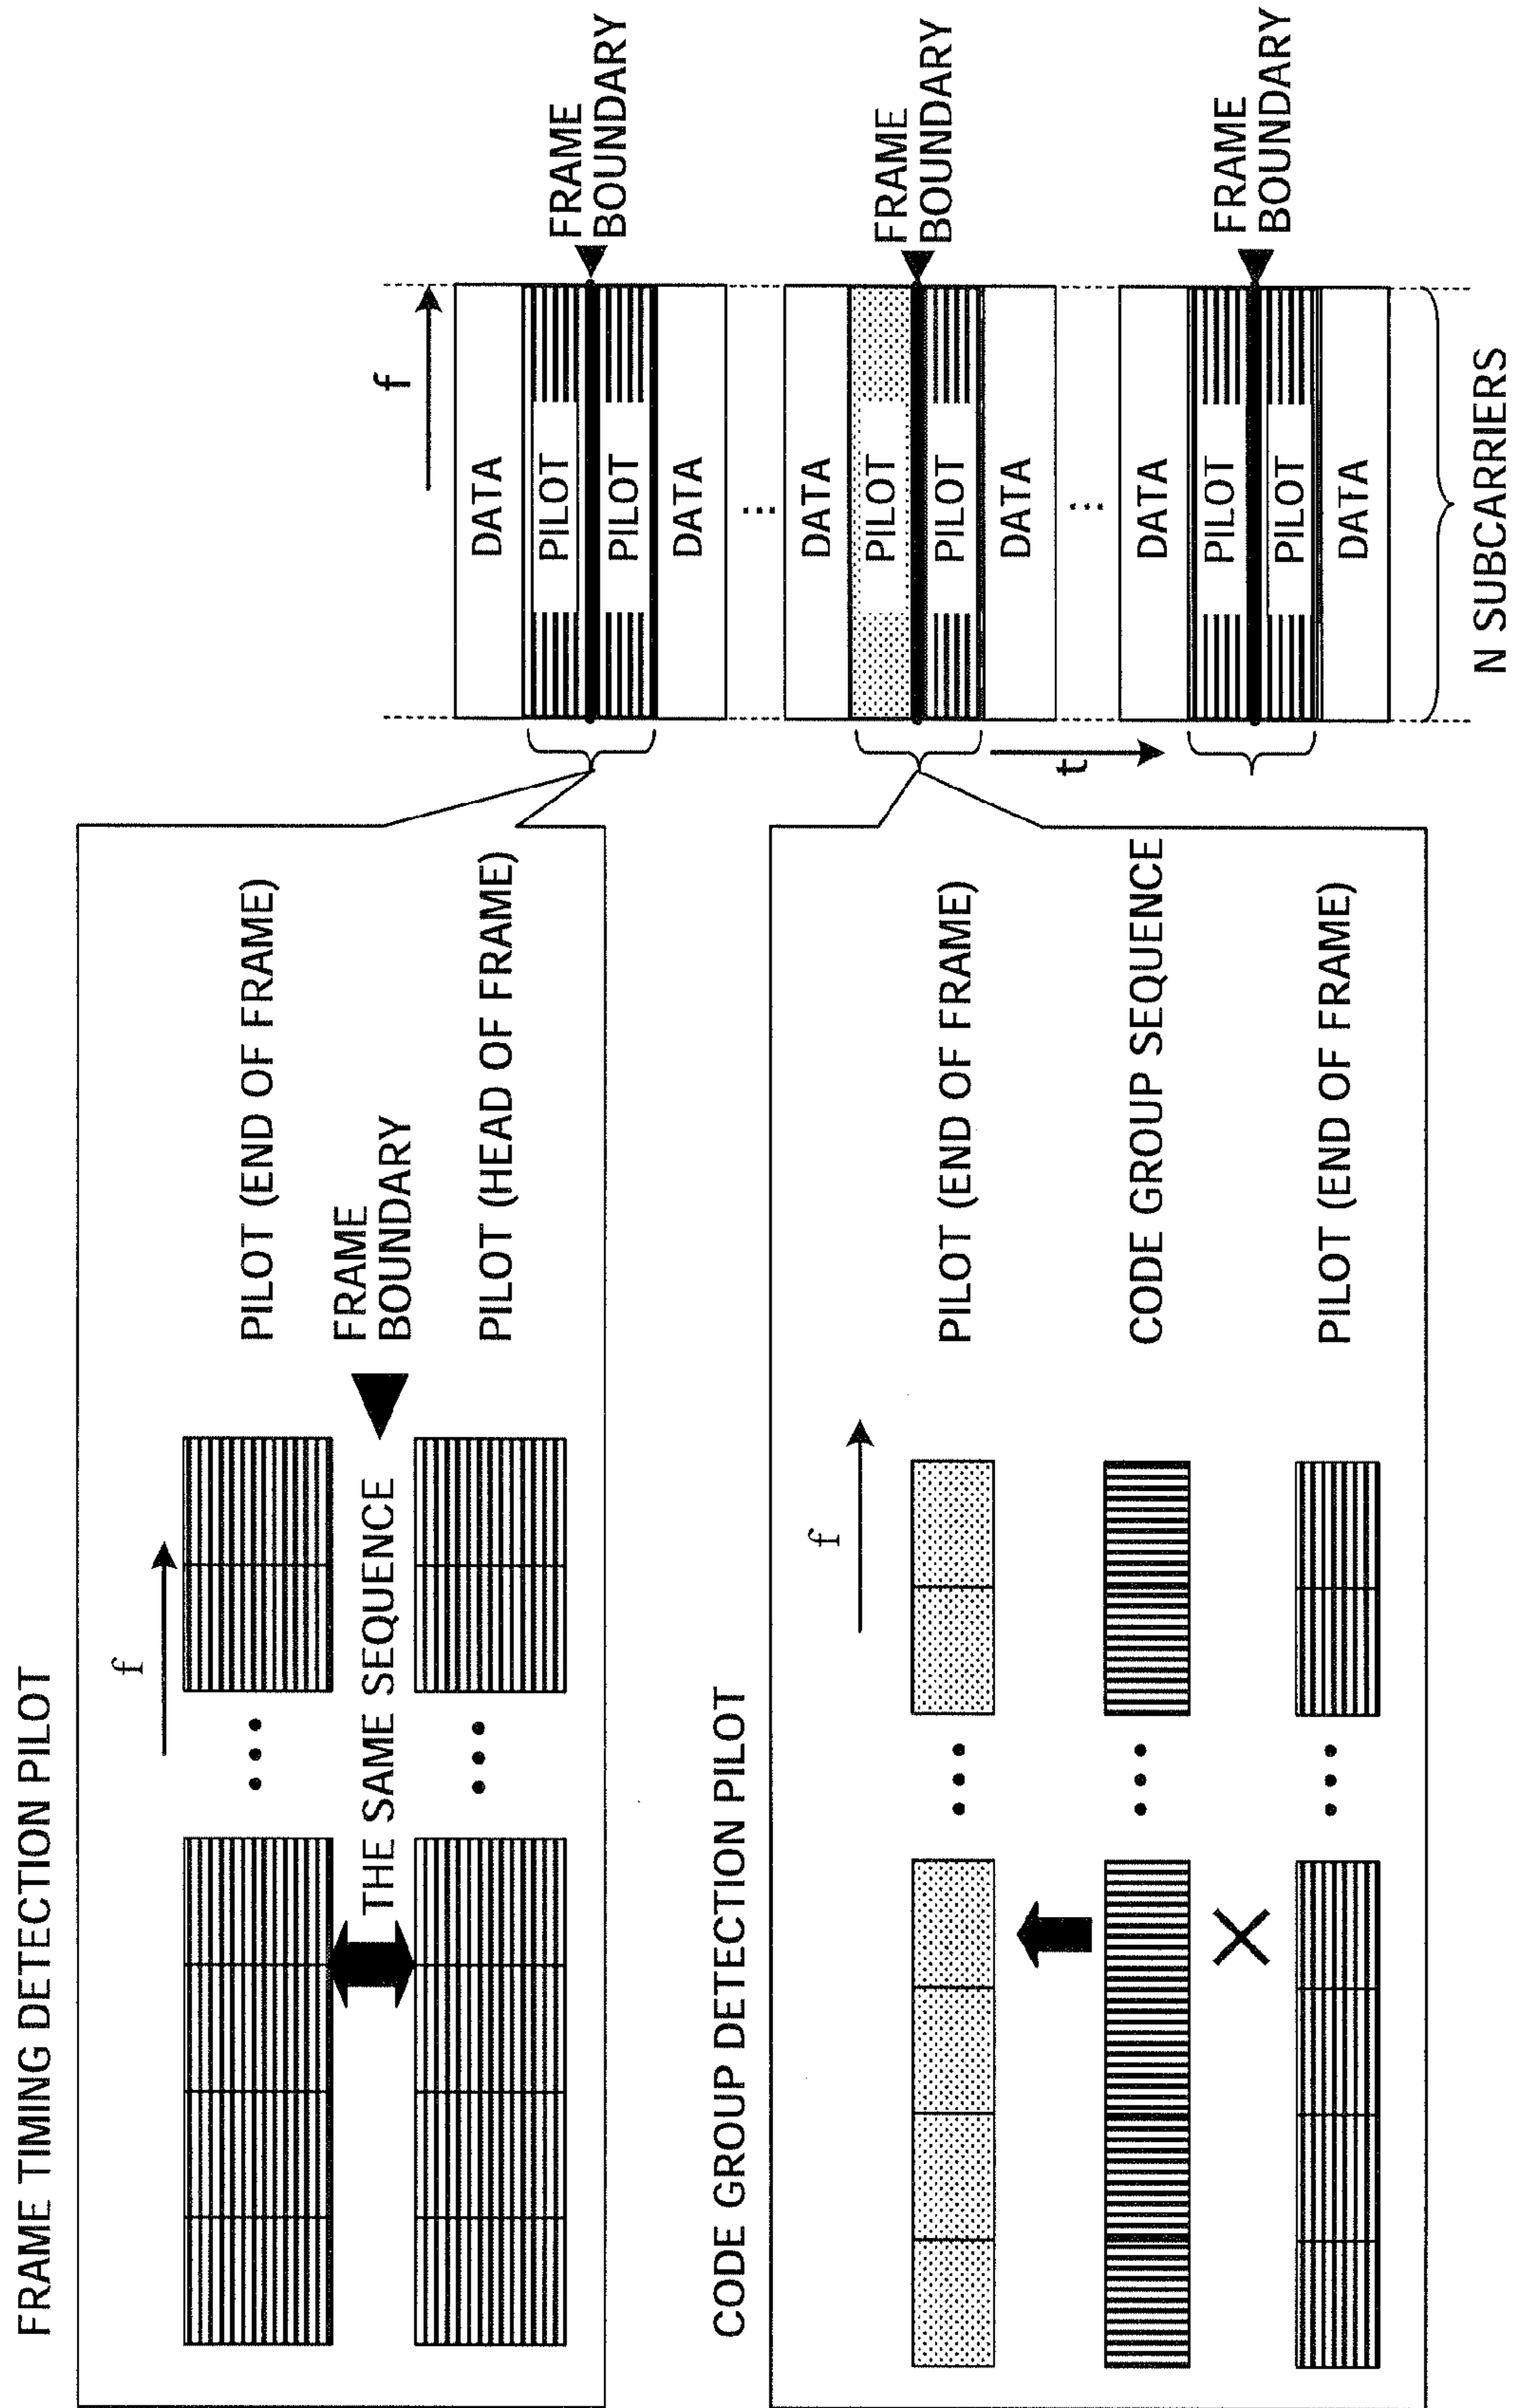 FRAME TIMING DETECTION PILOT
f
PILOT (END OF FRAME)
THE SAME SEQUENCE
FRAME
BOUNDARY
PILOT (HEAD OF FRAME)
CODE GROUP DETECTION PILOT
f
PILOT (END OF FRAME)
CODE GROUP SEQUENCE
PILOT (END OF FRAME)
f
DATA
PILOT
FRAME
BOUNDARY
PILOT
DATA
DATA
PILOT
FRAME
BOUNDARY
PILOT
DATA
t
DATA
PILOT
FRAME
BOUNDARY
PILOT
DATA
N SUBCARRIERS